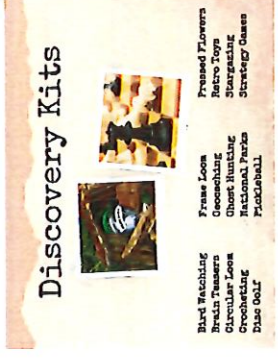 Discovery Kits
Bird Watching
Brain Teasers
Circular Loom
Crocheting
Disc Golf
Frame Loom
Geocaching
Ghost Hunting
National Parks
Pickleball
Pressed Flowers
Retro Toys
Stargazing
Strategy Games